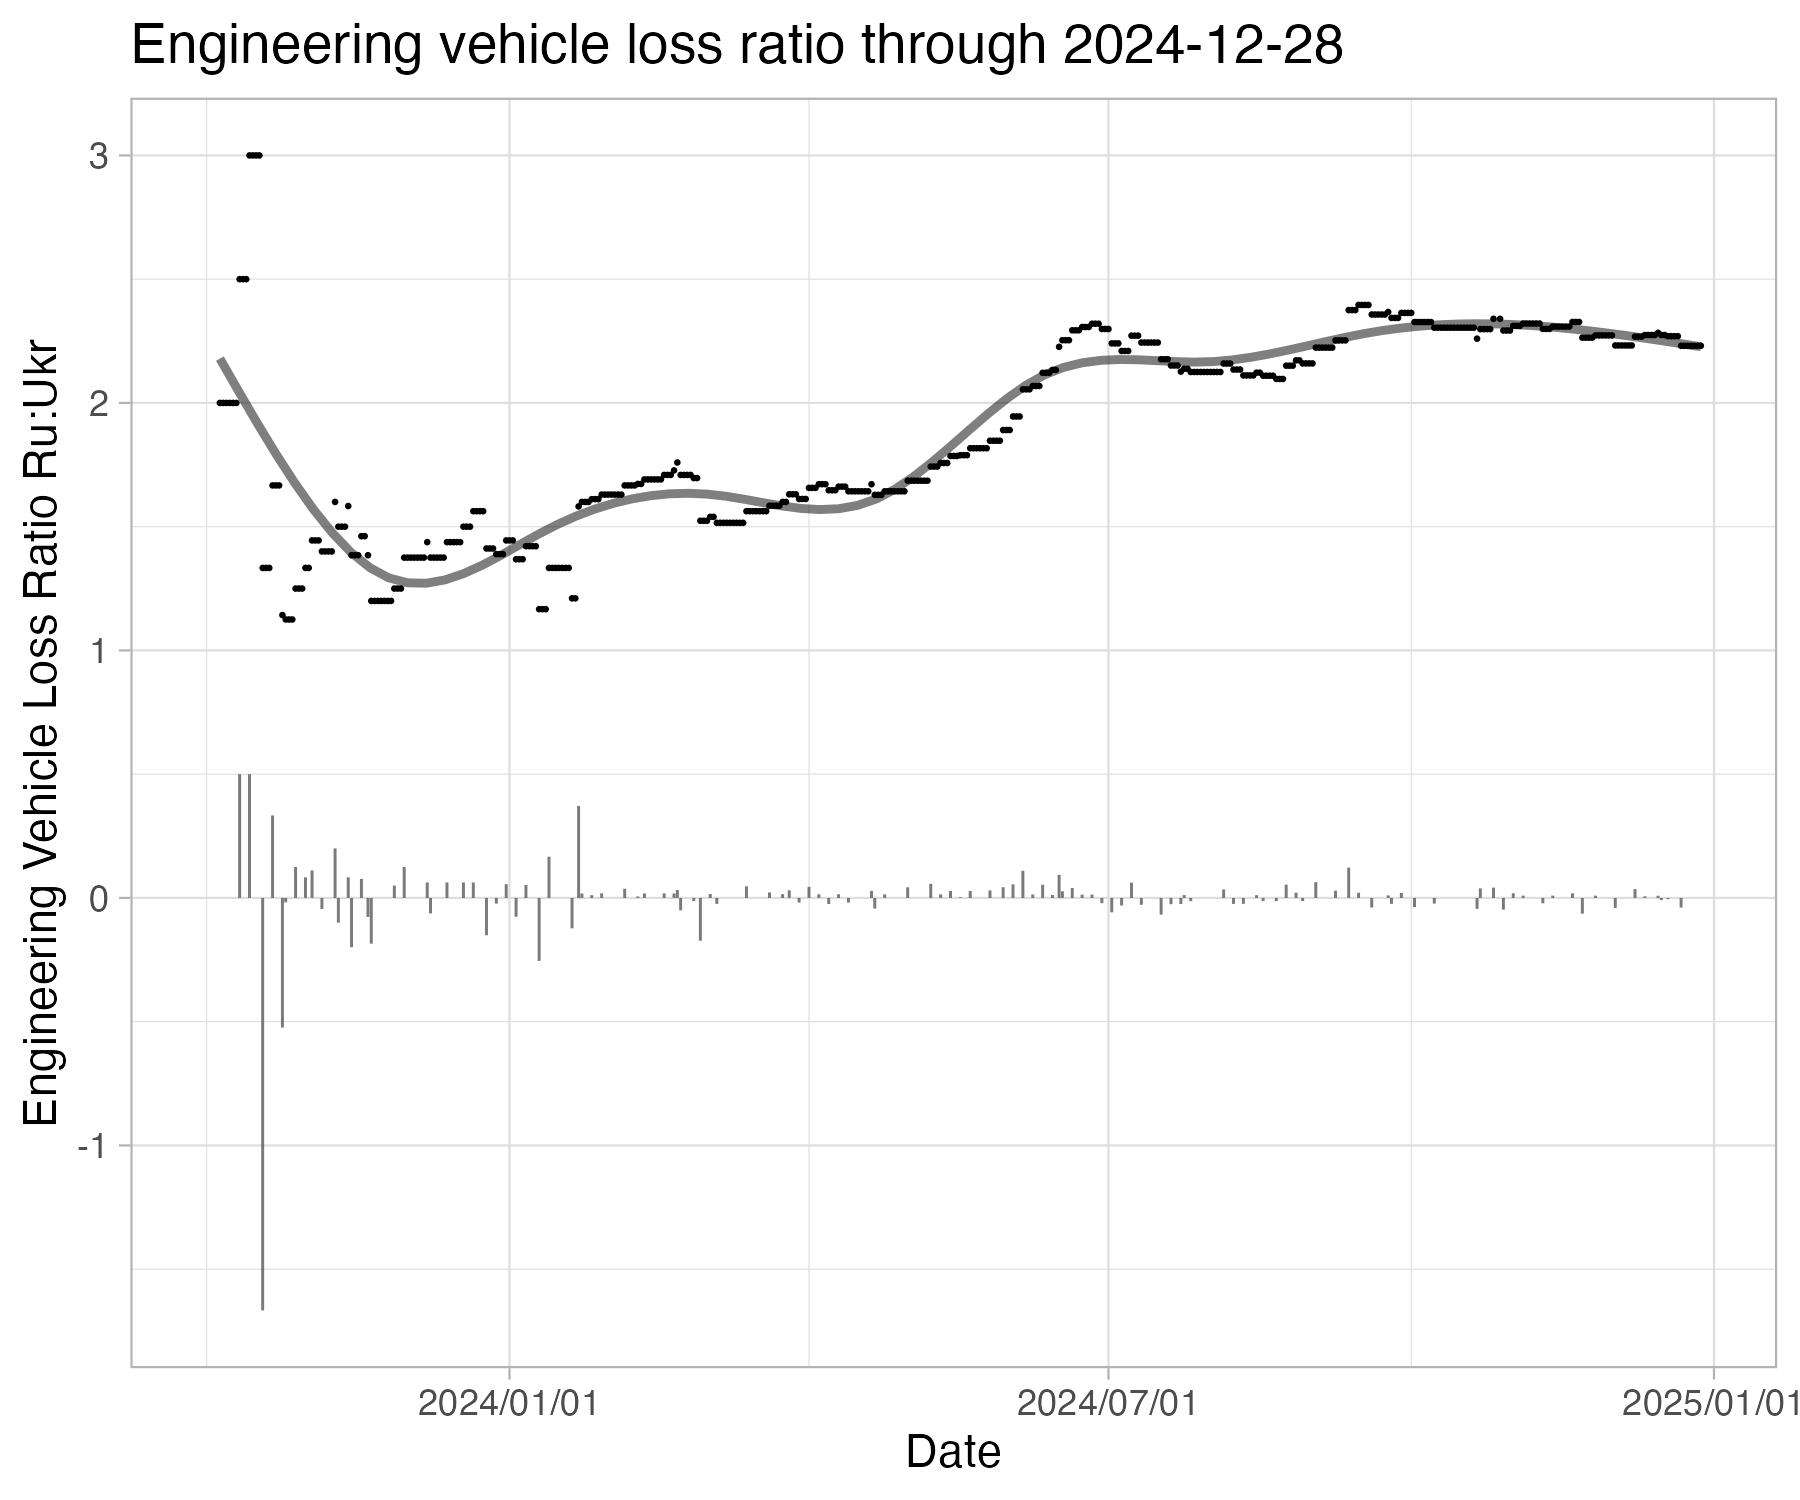 Engineering vehicle loss ratio through 2024-12-28
Engineering Vehicle Loss Ratio Ru:Ukr
3
2
1
0
-1
2024/01/01
2024/07/01
2025/01/01
Date